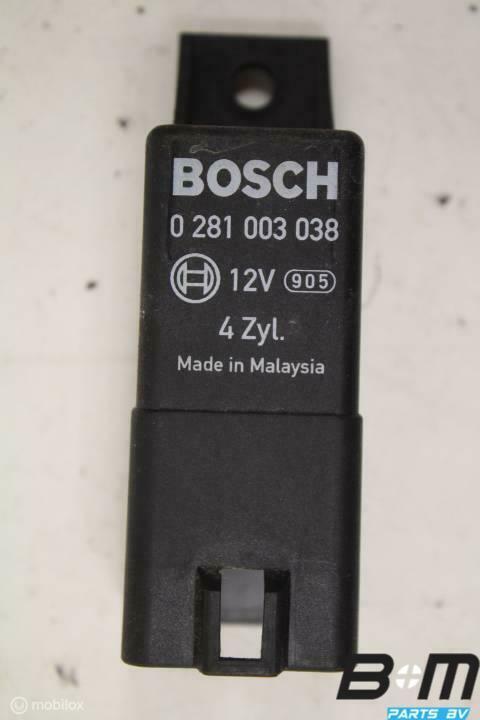 BOSCH
0 281 003 038
12V 905
4 Zyl.
Made in Malaysia
B+M
PARTS BV
© mobilox